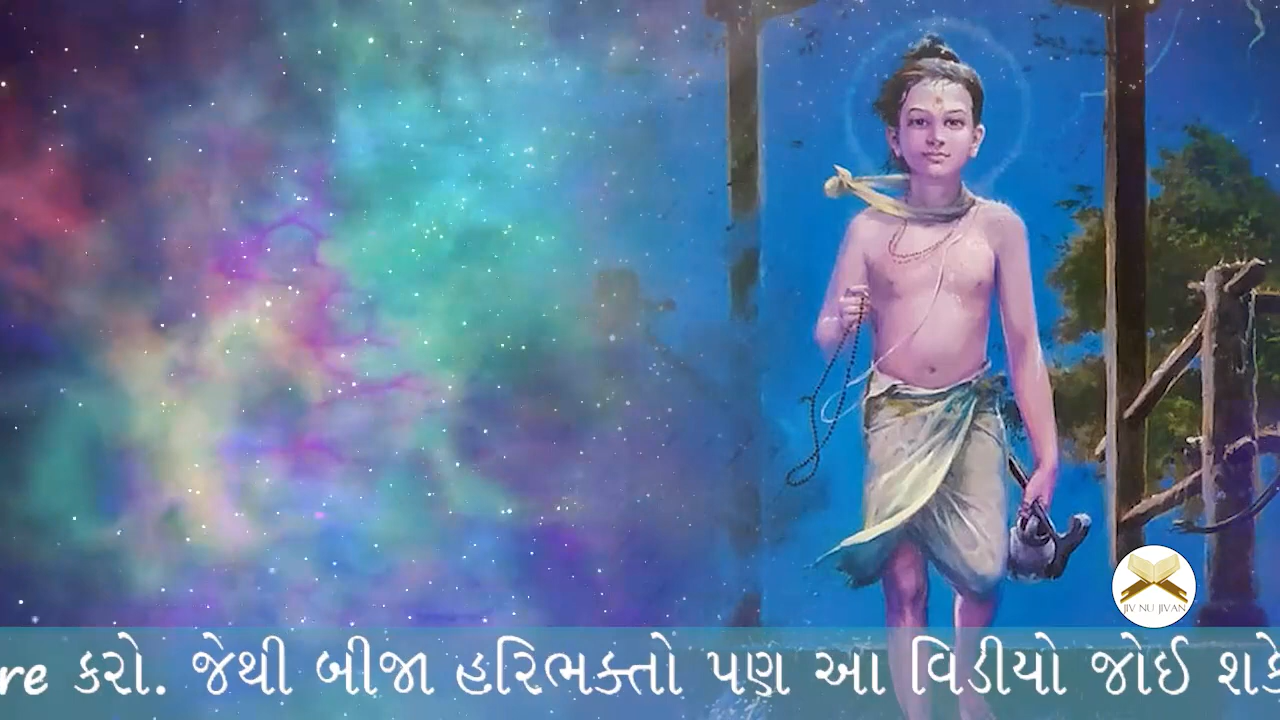 JIV NU JIVAN
re કરો. જેથી બીજા હરિભક્તો પણ આ વિડીયો જોઈ શકે